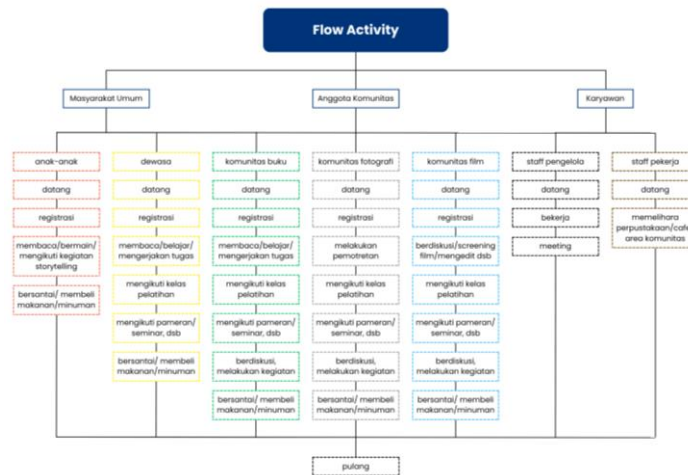 Flow Activity
Masyarakat Umum
Anggota Komunitas
Karyawan
anak-anak
datang
registrasi
membaca/bermain/
mengikuti kegiatan
storytelling
bersantai/ membeli
makanan/minuman
dewasa
datang
registrasi
membaca/belajar/
mengerjakan tugas
mengikuti kelas
pelatihan
mengikuti pameran/
seminar, dsb
bersantai/ membeli
makanan/minuman
komunitas buku
datang
registrasi
membaca/belajar/
mengerjakan tugas
mengikuti kelas
pelatihan
mengikuti pameran/
seminar, dsb
berdiskusi,
melakukan kegiatan
bersantai/ membeli
makanan/minuman
komunitas fotografi
datang
registrasi
melakukan
pemotretan
mengikuti kelas
pelatihan
mengikuti pameran/
seminar, dsb
berdiskusi,
melakukan kegiatan
bersantai/ membeli
makanan/minuman
komunitas film
datang
registrasi
berdiskusi/screening
film/mengedit dsb
mengikuti kelas
pelatihan
mengikuti pameran/
seminar, dsb
berdiskusi,
melakukan kegiatan
bersantai/ membeli
makanan/minuman
staff pengelola
datang
bekerja
meeting
staff pekerja
datang
memelihara
perpustakaan/cafe
area komunitas
pulang